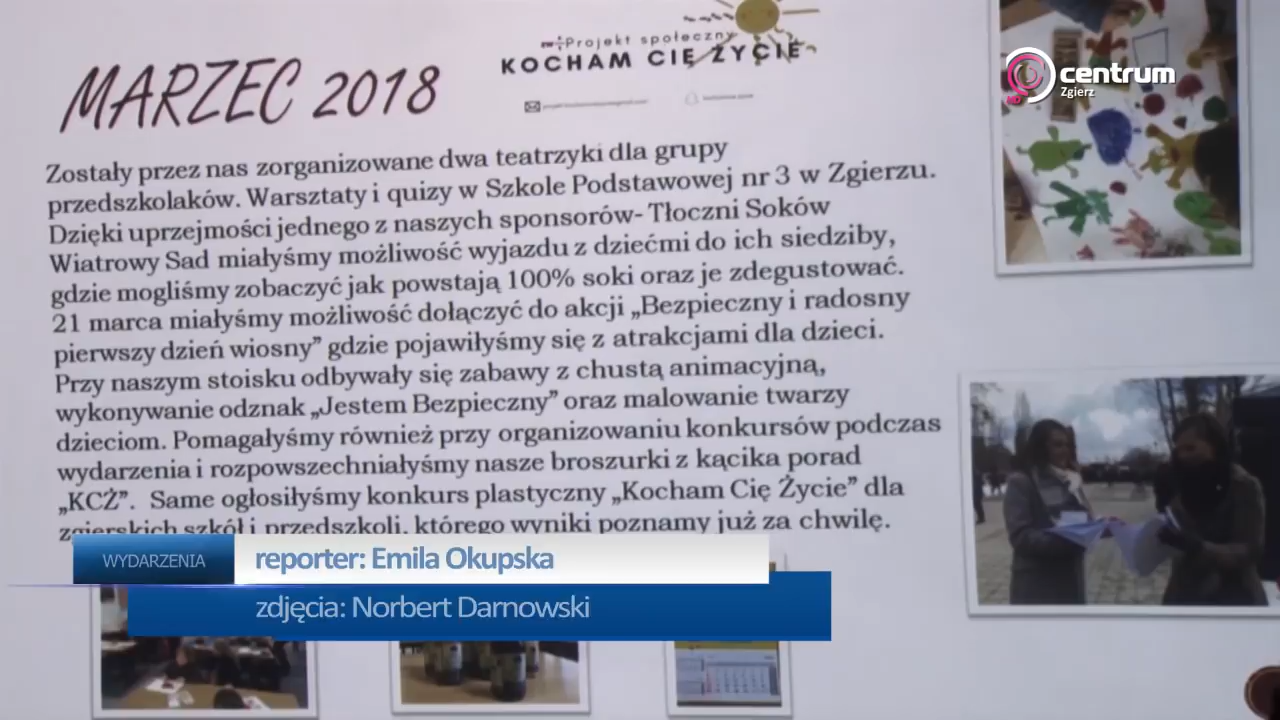 Projekt społeczny
KOCHAM CIĘ ŻYCIE
centrum
Zgierz
HD
MARZEC 2018
Zostały przez nas zorganizowane dwa teatrzyki dla grupy
przedszkolaków. Warsztaty i quizy w Szkole Podstawowej nr 3 w Zgierzu.
Dzięki uprzejmości jednego z naszych sponsorów- Tłoczni Soków
Wiatrowy Sad miałyśmy możliwość wyjazdu z dziećmi do ich siedziby,
gdzie mogliśmy zobaczyć jak powstają 100% soki oraz je zdegustować.
21 marca miałyśmy możliwość dołączyć do akcji „Bezpieczny i radosny
pierwszy dzień wiosny” gdzie pojawiłyśmy się z atrakcjami dla dzieci.
Przy naszym stoisku odbywały się zabawy z chustą animacyjną,
wykonywanie odznak „Jestem Bezpieczny” oraz malowanie twarzy
dzieciom. Pomagałyśmy również przy organizowaniu konkursów podczas
wydarzenia i rozpowszechniałyśmy nasze broszurki z kącika porad
„KCŻ”. Same ogłosiłyśmy konkurs plastyczny „Kocham Cię Życie” dla
zgierskich szkół i przedszkoli, którego wyniki poznamy już za chwilę.
WYDARZENIA
reporter: Emila Okupska
zdjęcia: Norbert Darnowski